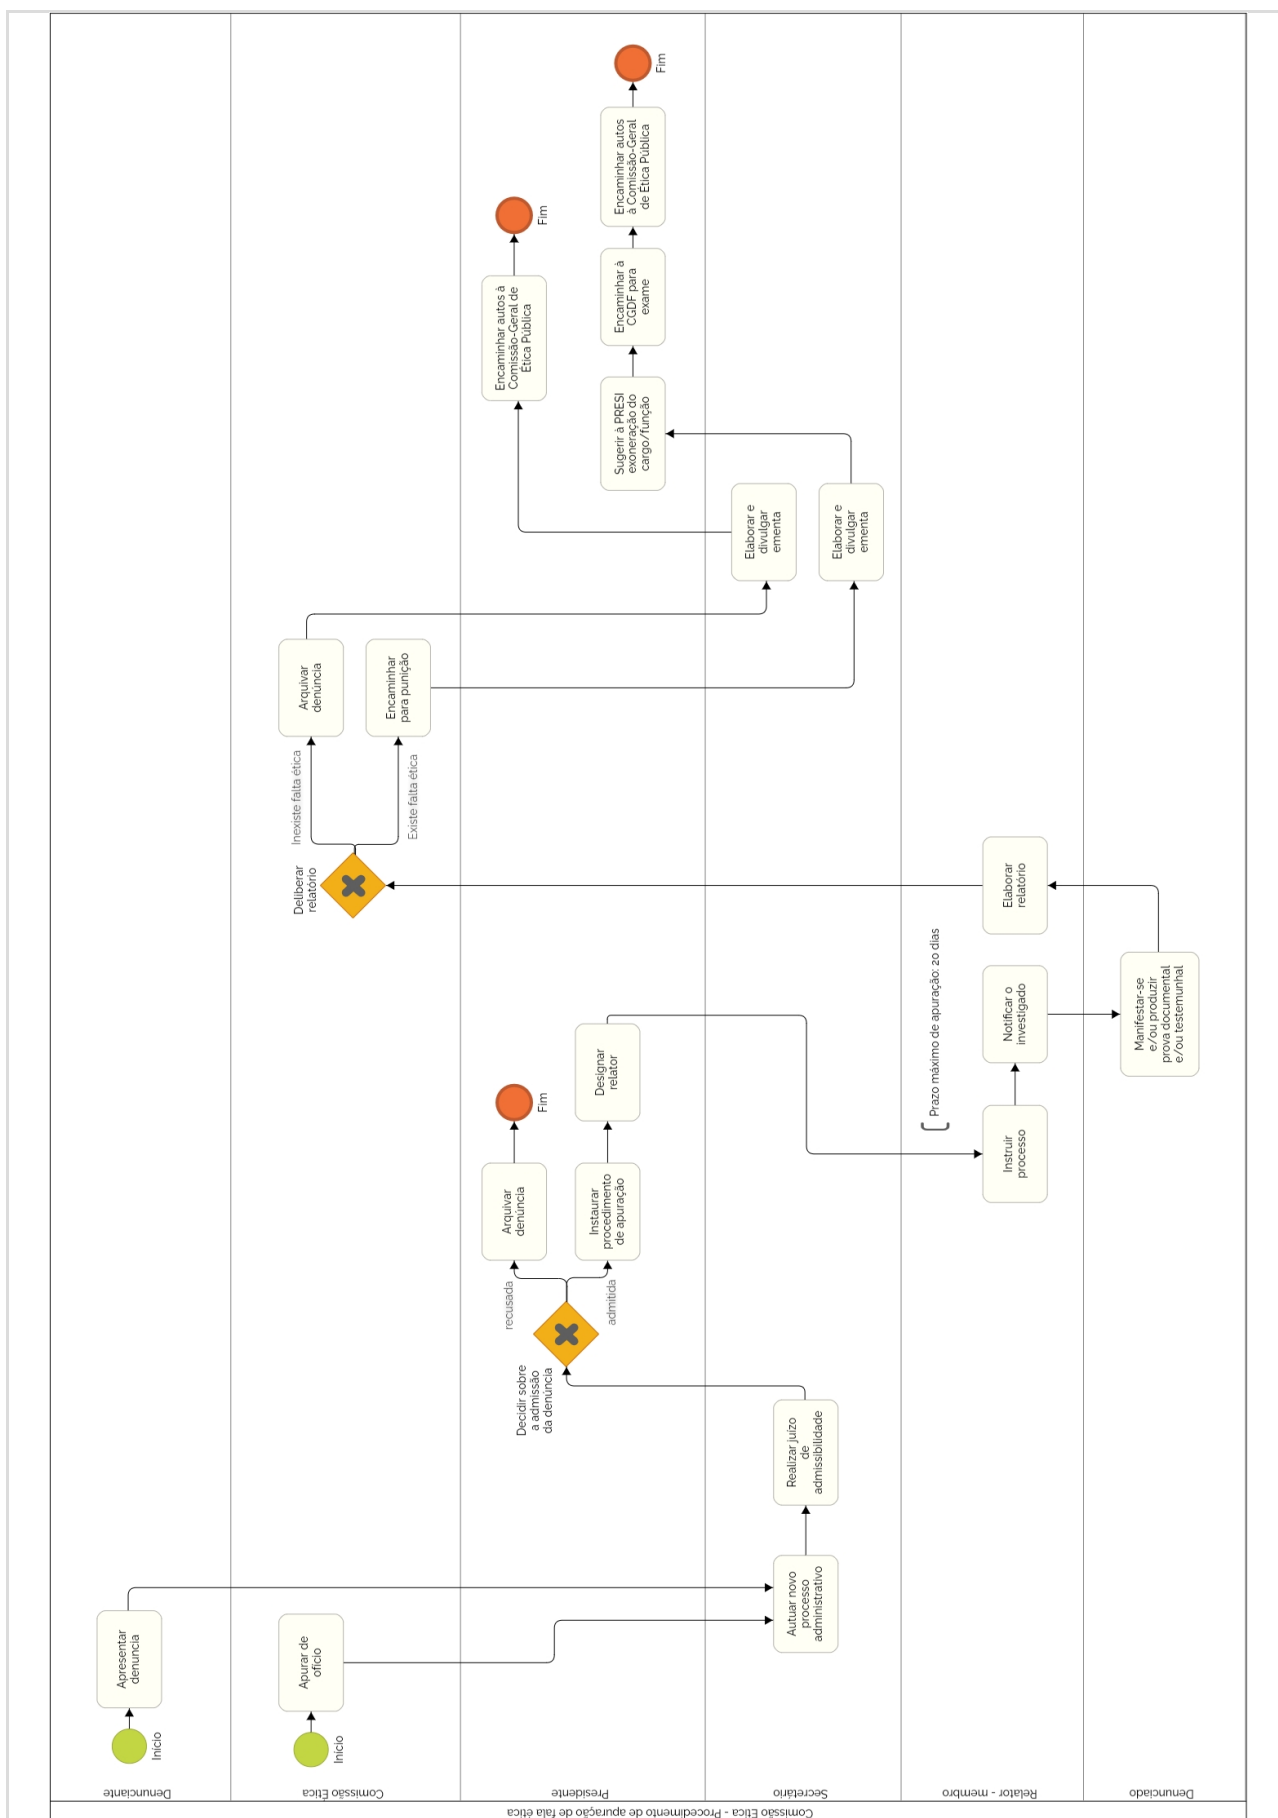 Comissão Ética - Procedimento de apuração de fala ética
Denunciante
Início
Apresentar
denuncia
Comissão Ética
Início
Apurar de
ofício
Deliberar
relatório
Inexiste falta ética
Existe falta ética
Arquivar
denúncia
Encaminhar
para punição
Presidente
Decidir sobre
a admissão
da denúncia
recusada
admitida
Arquivar
denúncia
Fim
Instaurar
procedimento
de apuração
Designar
relator
Encaminhar autos à
Comissão-Geral de
Ética Pública
Fim
Sugerir à PRESI
exoneração do
cargo/função
Encaminhar à
CGDF para
exame
Encaminhar autos
à Comissão-Geral
de Ética Pública
Fim
Secretário
Autuar novo
processo
administrativo
Realizar juízo
de
admissibilidade
Elaborar e
divulgar
ementa
Elaborar e
divulgar
ementa
Relator - membro
Prazo máximo de apuração: 20 dias
Instruir
processo
Notificar o
investigado
Elaborar
relatório
Denunciado
Manifestar-se
e/ou produzir
prova documental
e/ou testemunhal